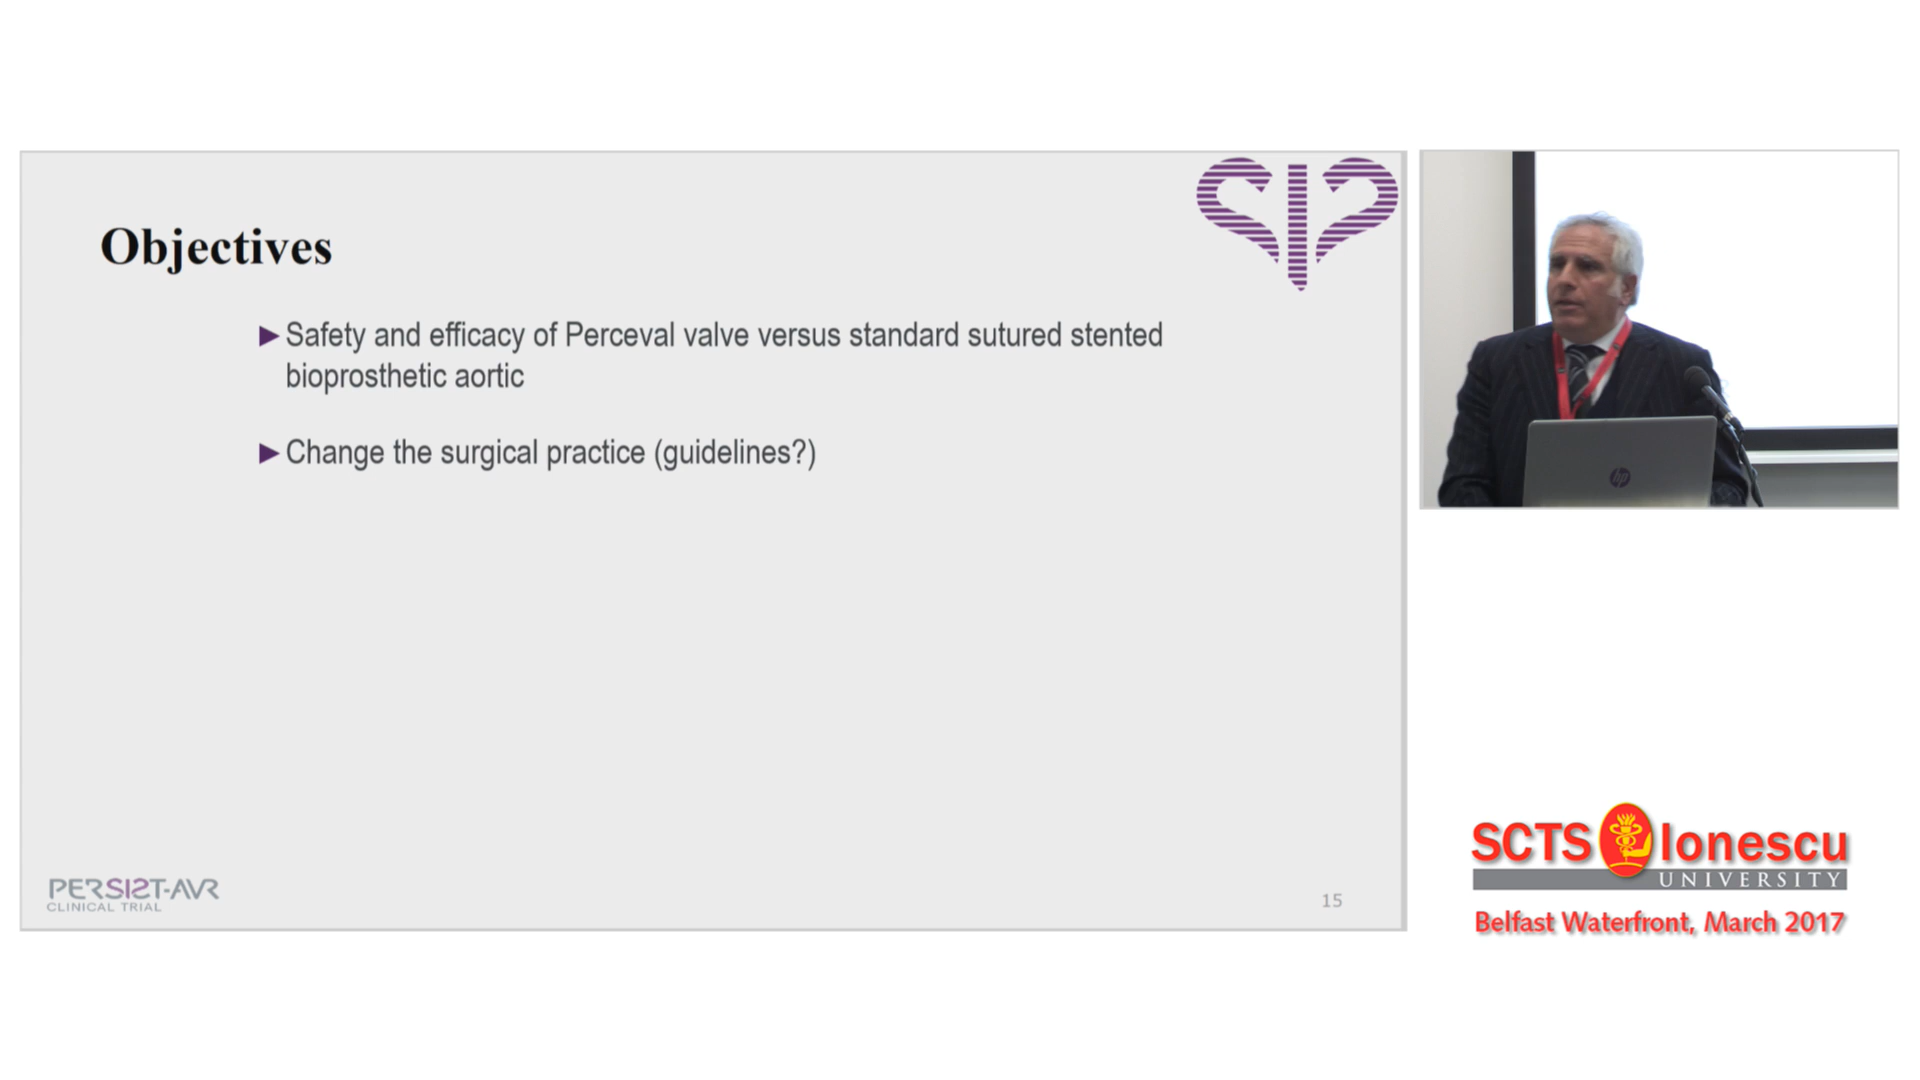 Objectives
Safety and efficacy of Perceval valve versus standard sutured stented
bioprosthetic aortic
Change the surgical practice (guidelines?)
PERSIST-AVR
CLINICAL TRIAL
15
hp
SCTS Ionescu
UNIVERSITY
Belfast Waterfront, March 2017